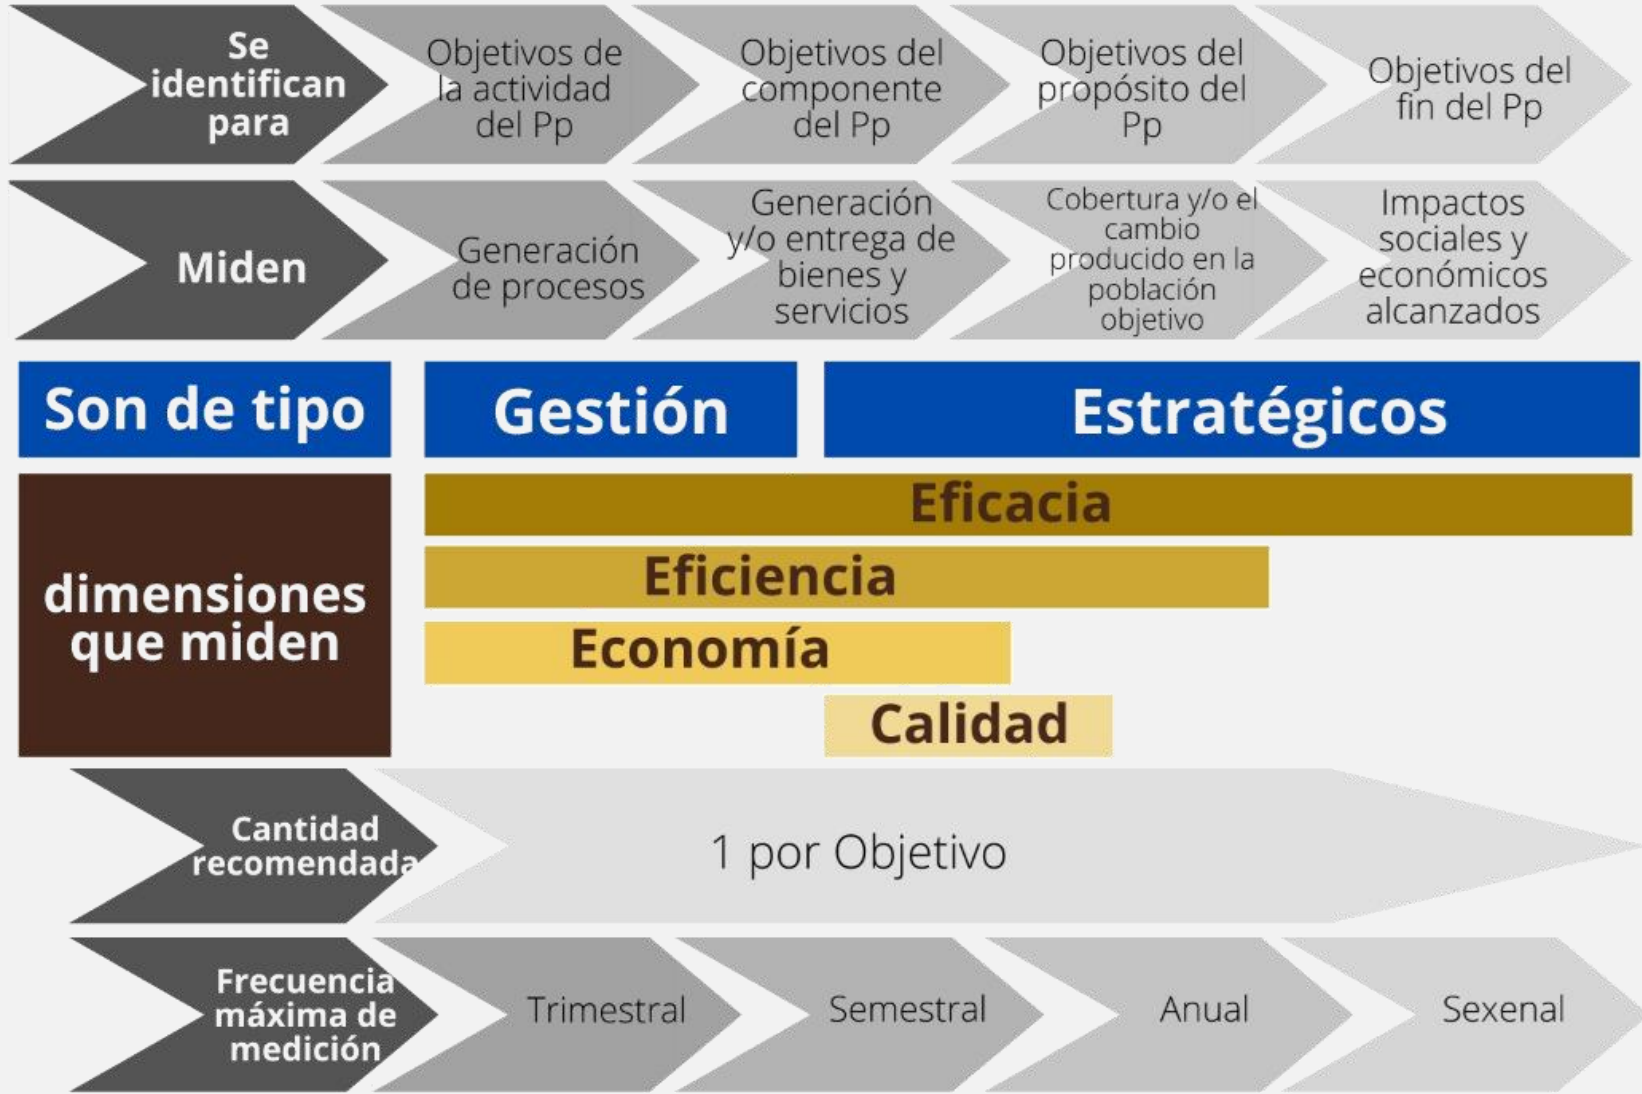 Se
identifican
para
Objetivos de
la actividad
del Pp
Objetivos del
componente
del Pp
Objetivos del
propósito del
Pp
Objetivos del
fin del Pp
Miden
Generación
de procesos
Generación
y/o entrega de
bienes y
servicios
Cobertura y/o el
cambio
producido en la
población
objetivo
Impactos
sociales y
económicos
alcanzados
Son de tipo
Gestión
Estratégicos
dimensiones
que miden
Eficacia
Eficiencia
Economía
Calidad
Cantidad
recomendada
1 por Objetivo
Frecuencia
máxima de
medición
Trimestral
Semestral
Anual
Sexenal